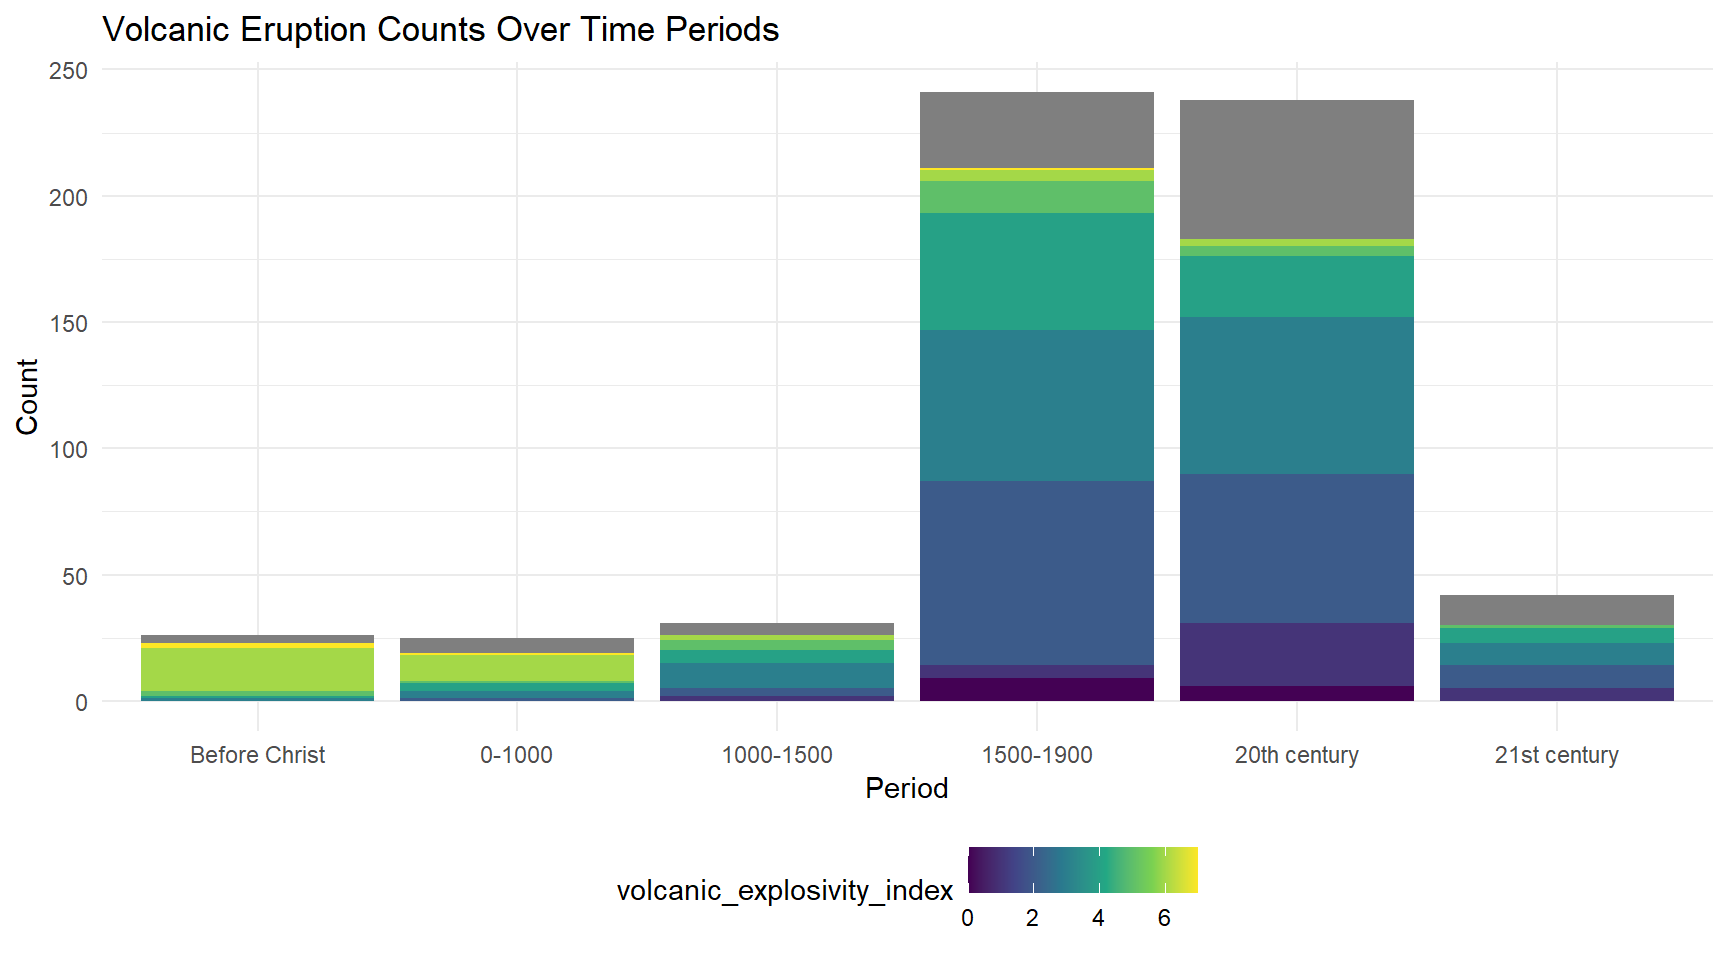 Volcanic Eruption Counts Over Time Periods
250
200
150
100
50
0
Count
Before Christ 0-1000 1000-1500 1500-1900 20th century 21st century
Period
volcanic_explosivity_index
0 2 4 6